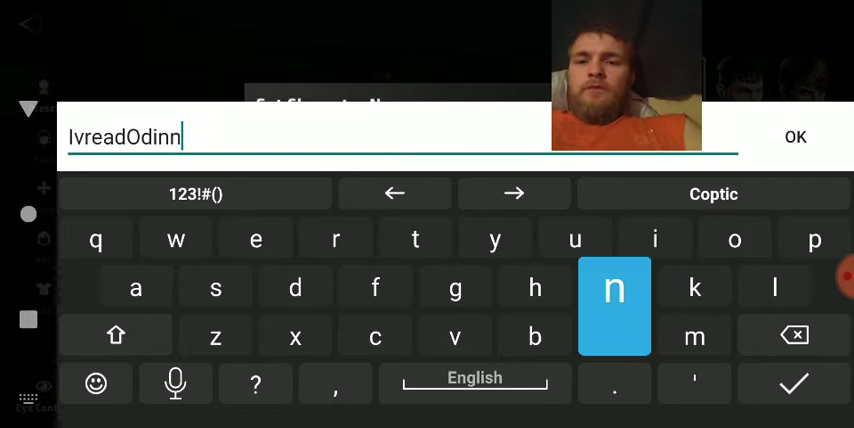 IvreadOdinn
OK
123!#() ← → Coptic
q w e r t y u i o p
a s d f g h n k l
z x c v b m
? , English . '